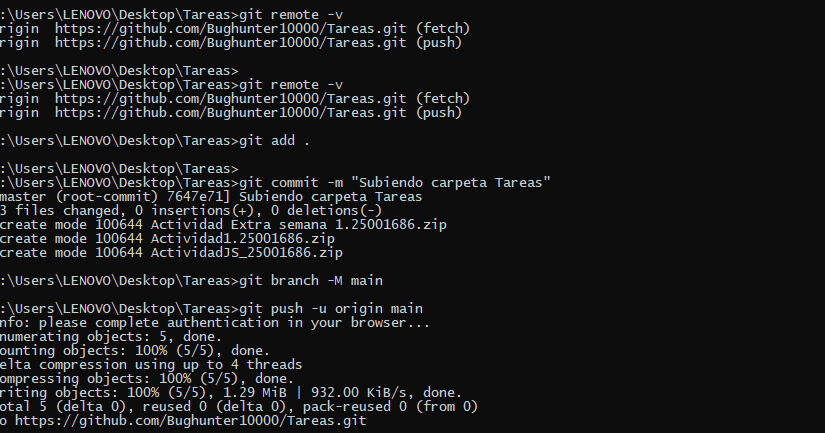 :\Users\LENOVO\Desktop\Tareas>git remote -v
rigin  https://github.com/Bughunter10000/Tareas.git (fetch)
rigin  https://github.com/Bughunter10000/Tareas.git (push)
:\Users\LENOVO\Desktop\Tareas>
:\Users\LENOVO\Desktop\Tareas>git remote -v
rigin  https://github.com/Bughunter10000/Tareas.git (fetch)
rigin  https://github.com/Bughunter10000/Tareas.git (push)
:\Users\LENOVO\Desktop\Tareas>git add .
:\Users\LENOVO\Desktop\Tareas>
:\Users\LENOVO\Desktop\Tareas>git commit -m "Subiendo carpeta Tareas"
master (root-commit) 7647e71] Subiendo carpeta Tareas
3 files changed, 0 insertions(+), 0 deletions(-)
create mode 100644 Actividad Extra semana 1.25001686.zip
create mode 100644 Actividad1.25001686.zip
create mode 100644 ActividadJS_25001686.zip
:\Users\LENOVO\Desktop\Tareas>git branch -M main
:\Users\LENOVO\Desktop\Tareas>git push -u origin main
nfo: please complete authentication in your browser...
numerating objects: 5, done.
ounting objects: 100% (5/5), done.
elta compression using up to 4 threads
ompressing objects: 100% (5/5), done.
riting objects: 100% (5/5), 1.29 MiB | 932.00 KiB/s, done.
otal 5 (delta 0), reused 0 (delta 0), pack-reused 0 (from 0)
o https://github.com/Bughunter10000/Tareas.git